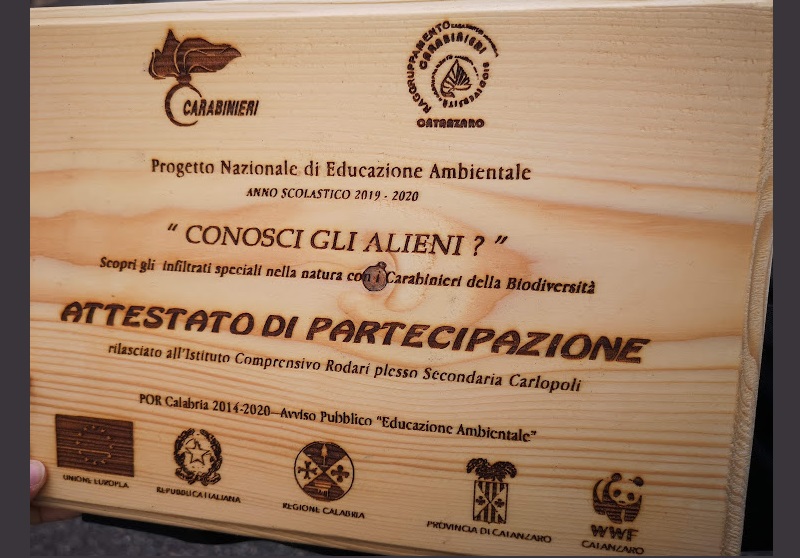 CARABINIERI
RAGGRUPPAMENTO CARABINIERI BIODIVERSITÀ
CARABINIERI
CATANZARO
Progetto Nazionale di Educazione Ambientale
ANNO SCOLASTICO 2019 - 2020
“ CONOSCI GLI ALIENI ? ”
Scopri gli infiltrati speciali nella natura con i Carabinieri della Biodiversità
ATTESTATO DI PARTECIPAZIONE
rilasciato all'Istituto Comprensivo Rodari plesso Secondaria Carlopoli
POR Calabria 2014-2020 Avviso Pubblico "Educazione Ambientale"
UNIONE EUROPEA
REPUBBLICA ITALIANA
REGIONE CALABRIA
PROVINCIA DI CATANZARO
WWF
CATANZARO